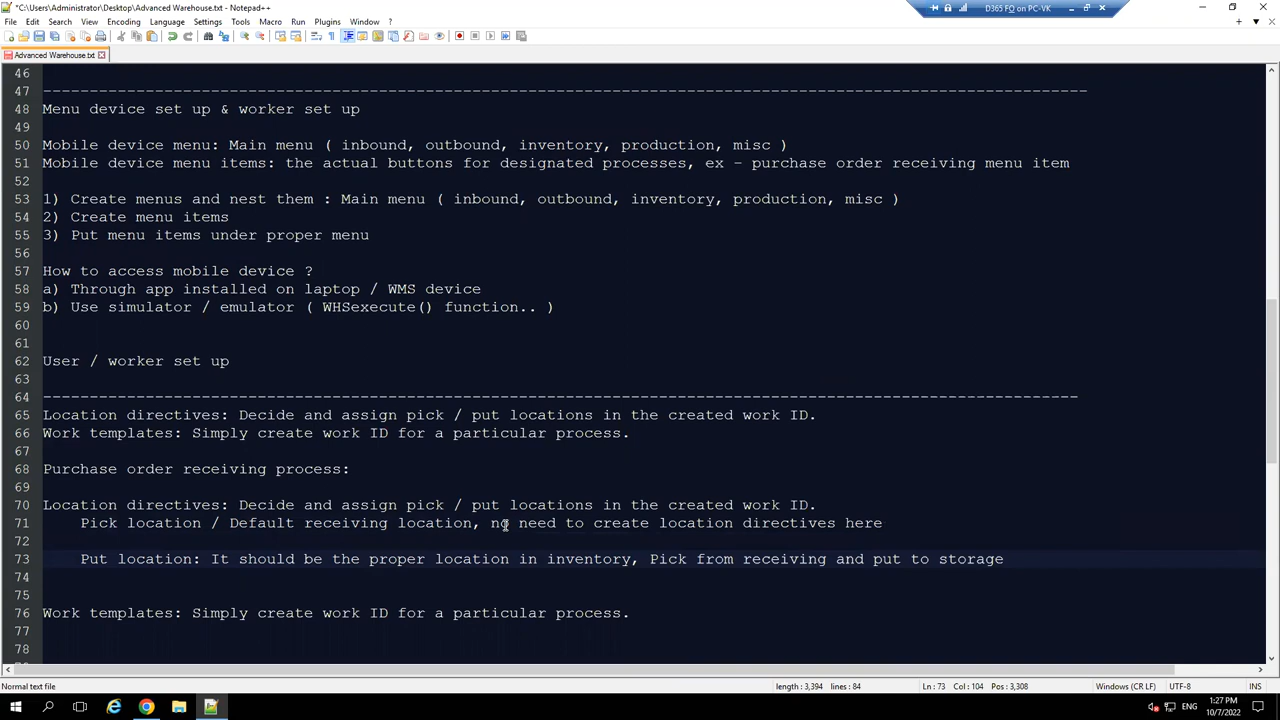 *C:\Users\Administrator\Desktop\Advanced Warehouse.txt - Notepad++
D365 FO on PC-VK
File Edit Search View Encoding Language Settings Tools Macro Run Plugins Window ?
Advanced Warehouse.txt
46
47 ----------------------------------------------------------------------------------------------------------------
48 Menu device set up & worker set up
49
50 Mobile device menu: Main menu ( inbound, outbound, inventory, production, misc )
51 Mobile device menu items: the actual buttons for designated processes, ex - purchase order receiving menu item
52
53 1) Create menus and nest them : Main menu ( inbound, outbound, inventory, production, misc )
54 2) Create menu items
55 3) Put menu items under proper menu
56
57 How to access mobile device ?
58 a) Through app installed on laptop / WMS device
59 b) Use simulator / emulator ( WHSexecute() function.. )
60
61
62 User / worker set up
63
64 ---------------------------------------------------------------------------------------------------------------
65 Location directives: Decide and assign pick / put locations in the created work ID.
66 Work templates: Simply create work ID for a particular process.
67
68 Purchase order receiving process:
69
70 Location directives: Decide and assign pick / put locations in the created work ID.
71 Pick location / Default receiving location, no need to create location directives here
72
73 Put location: It should be the proper location in inventory, Pick from receiving and put to storage
74
75
76 Work templates: Simply create work ID for a particular process.
77
78
Normal text file length : 3,394 lines : 84 Ln : 73 Col : 104 Pos : 3,308 Windows (CR LF) UTF-8 INS
ENG
1:27 PM
10/7/2022